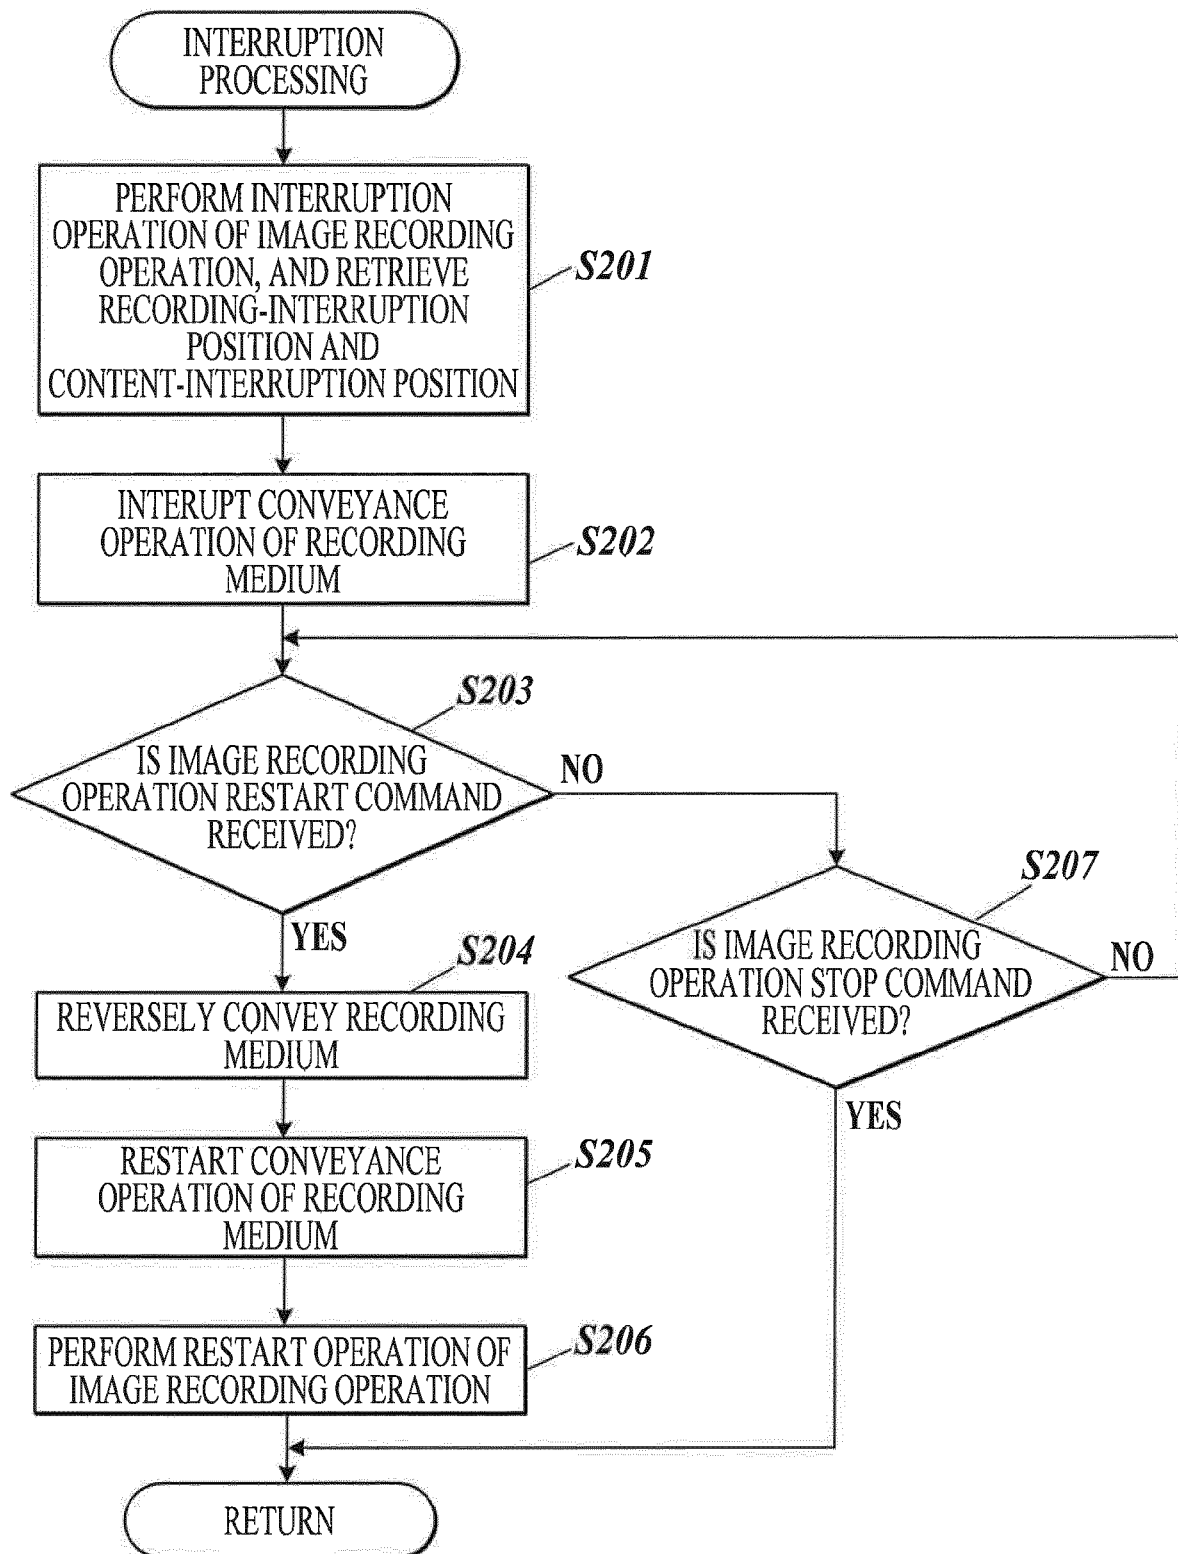 INTERRUPTION
PROCESSING
PERFORM INTERRUPTION
OPERATION OF IMAGE RECORDING
OPERATION, AND RETRIEVE
RECORDING-INTERRUPTION
POSITION AND
CONTENT-INTERRUPTION POSITION
S201
INTERUPT CONVEYANCE
OPERATION OF RECORDING
MEDIUM
S202
S203
IS IMAGE RECORDING
OPERATION RESTART COMMAND
RECEIVED?
NO
YES
S207
IS IMAGE RECORDING
OPERATION STOP COMMAND
RECEIVED?
NO
YES
S204
REVERSELY CONVEY RECORDING
MEDIUM
RESTART CONVEYANCE
OPERATION OF RECORDING
MEDIUM
S205
PERFORM RESTART OPERATION OF
IMAGE RECORDING OPERATION
S206
RETURN